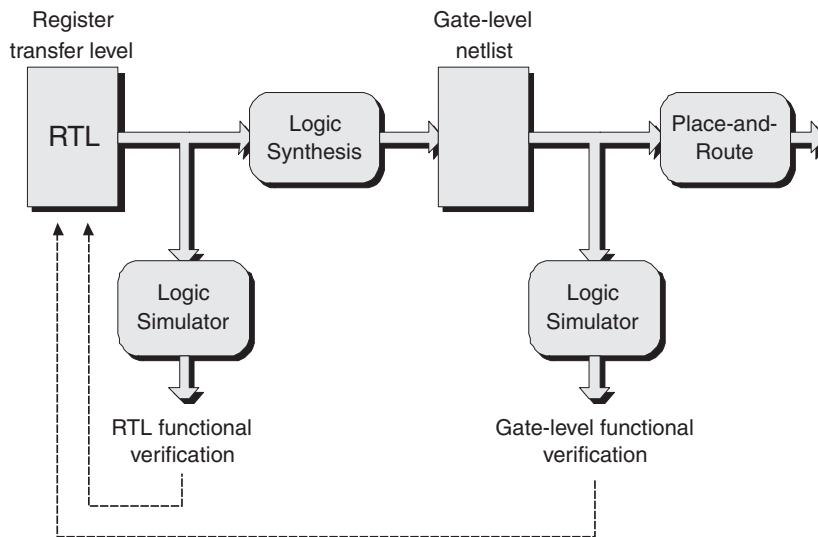 Register
transfer level
RTL
Logic
Synthesis
Gate-level
netlist
Place-and-
Route
Logic
Simulator
RTL functional
verification
Logic
Simulator
Gate-level functional
verification